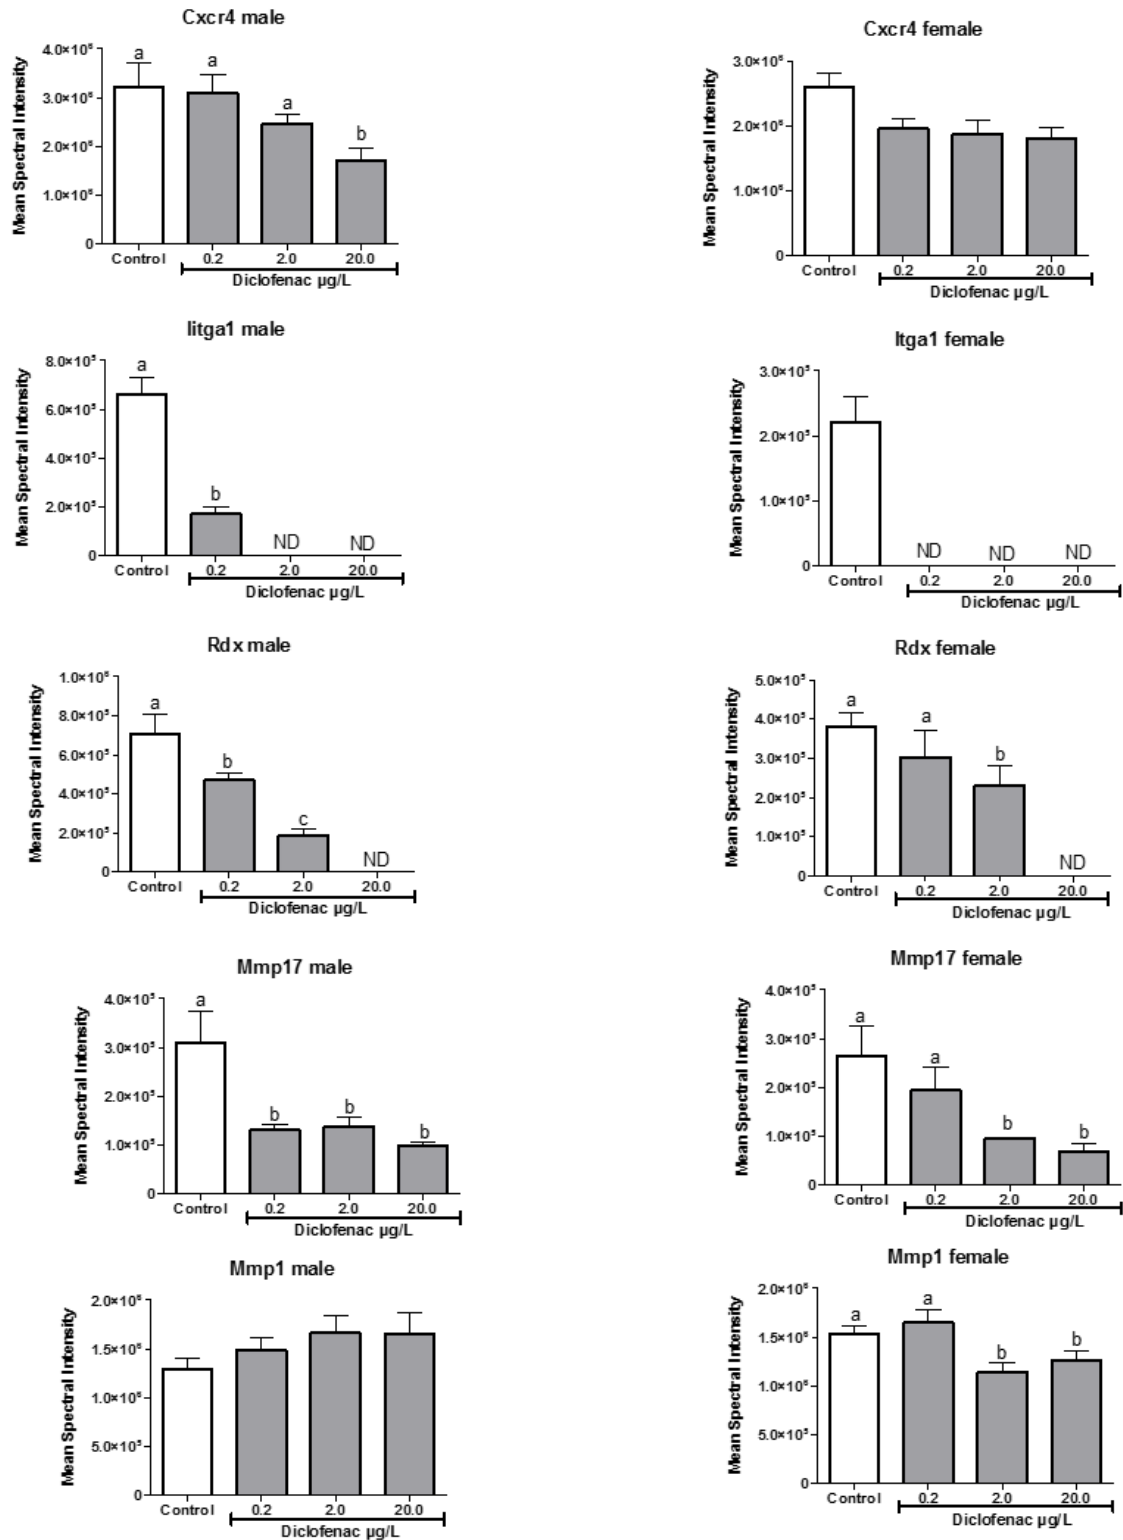 Cxcr4 male
Mean Spectral Intensity
4.0×10⁶
3.0×10⁶
2.0×10⁶
1.0×10⁶
0
a
a
a
b
Control
0.2
2.0
20.0
Diclofenac µg/L
Cxcr4 female
Mean Spectral Intensity
3.0×10⁶
2.0×10⁶
1.0×10⁶
0
Control
0.2
2.0
20.0
Diclofenac µg/L
Iitga1 male
Mean Spectral Intensity
8.0×10⁵
6.0×10⁵
4.0×10⁵
2.0×10⁵
0
a
b
ND
ND
Control
0.2
2.0
20.0
Diclofenac µg/L
Itga1 female
Mean Spectral Intensity
3.0×10⁵
2.0×10⁵
1.0×10⁵
0
ND
ND
ND
Control
0.2
2.0
20.0
Diclofenac µg/L
Rdx male
Mean Spectral Intensity
1.0×10⁶
8.0×10⁵
6.0×10⁵
4.0×10⁵
2.0×10⁵
0
a
b
c
ND
Control
0.2
2.0
20.0
Diclofenac µg/L
Rdx female
Mean Spectral Intensity
5.0×10⁵
4.0×10⁵
3.0×10⁵
2.0×10⁵
1.0×10⁵
0
a
a
b
ND
Control
0.2
2.0
20.0
Diclofenac µg/L
Mmp17 male
Mean Spectral Intensity
4.0×10⁵
3.0×10⁵
2.0×10⁵
1.0×10⁵
0
a
b
b
b
Control
0.2
2.0
20.0
Diclofenac µg/L
Mmp17 female
Mean Spectral Intensity
4.0×10⁵
3.0×10⁵
2.0×10⁵
1.0×10⁵
0
a
a
b
b
Control
0.2
2.0
20.0
Diclofenac µg/L
Mmp1 male
Mean Spectral Intensity
2.0×10⁶
1.5×10⁶
1.0×10⁶
5.0×10⁵
0
Control
0.2
2.0
20.0
Diclofenac µg/L
Mmp1 female
Mean Spectral Intensity
2.0×10⁶
1.5×10⁶
1.0×10⁶
5.0×10⁵
0
a
a
b
b
Control
0.2
2.0
20.0
Diclofenac µg/L